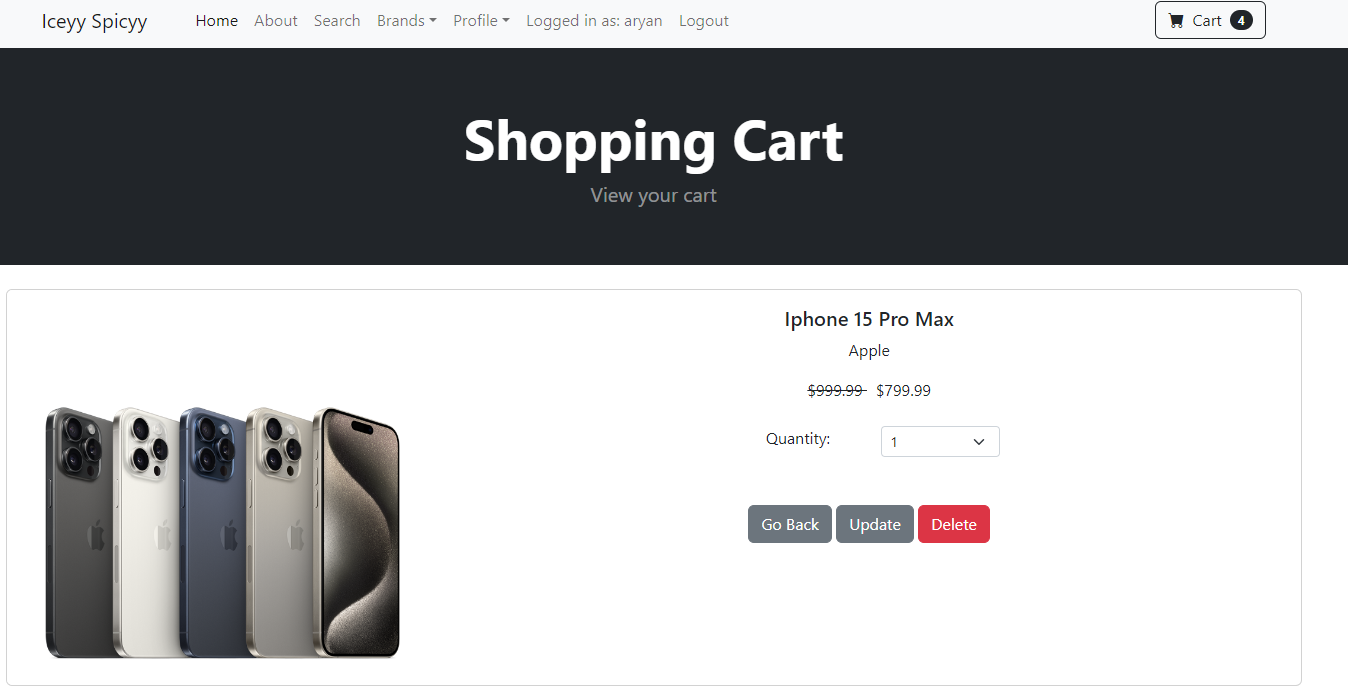 Iceyy Spicyy Home About Search Brands Profile Logged in as: aryan Logout Cart 4
Shopping Cart
View your cart
Iphone 15 Pro Max
Apple
$999.99 $799.99
Quantity: 1
Go Back Update Delete